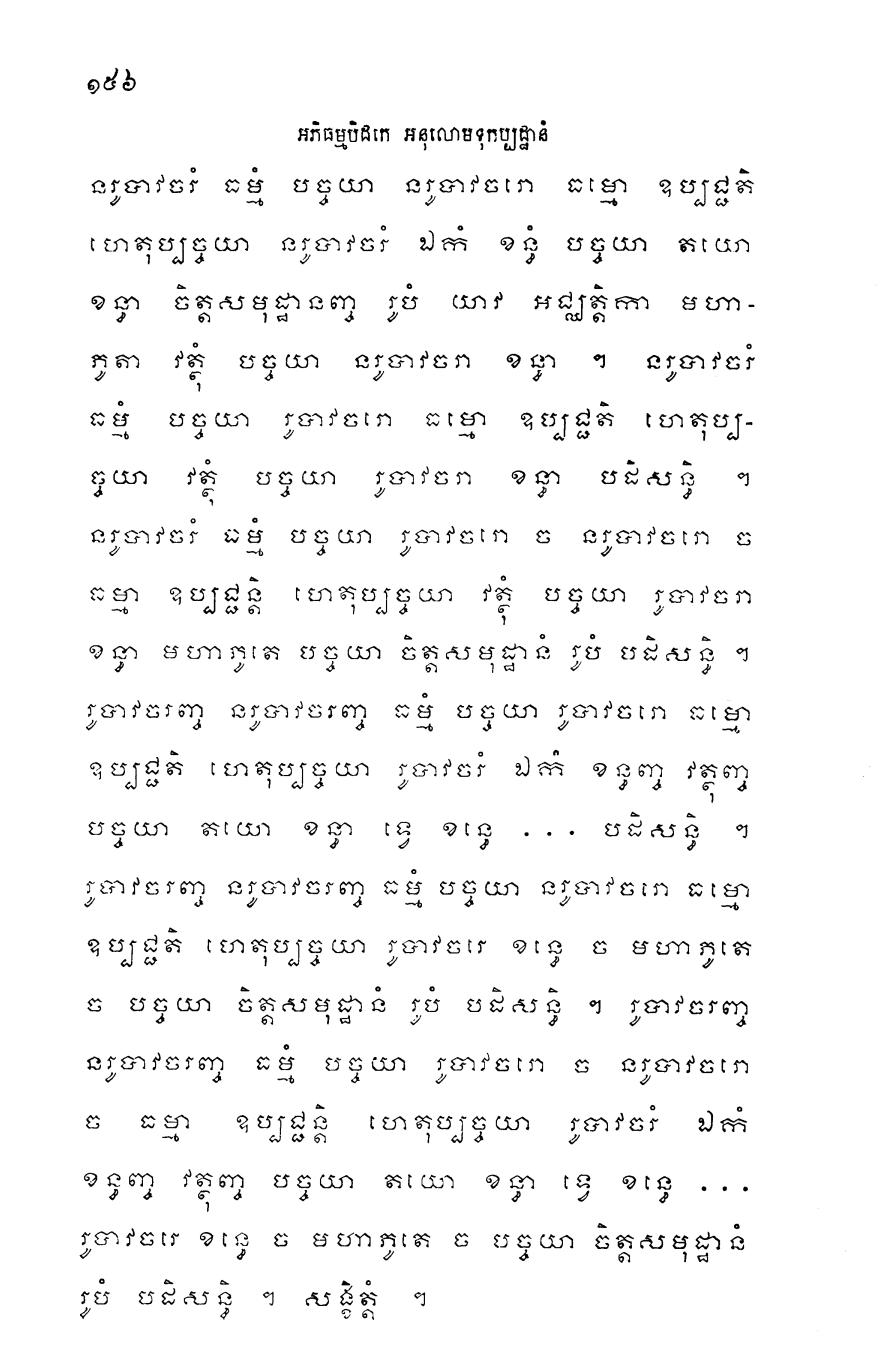 ១៥៦
អភិធម្មបិដកេ អនុលោមទុកប្បដ្ឋានំ
នរូបាវចរំ ធម្មំ បច្ចយា នរូបាវចរោ ធម្មោ ឧប្បជ្ជតិ
ហេតុប្បច្ចយា នរូបាវចរំ ឯកំ ខន្ធំ បច្ចយា តយោ
ខន្ធា ចិត្តសមុដ្ឋានញ្ច រូបំ យាវ អជ្ឈត្តិកា មហា-
ភូតា វត្ថុំ បច្ចយា នរូបាវចរា ខន្ធា ។ នរូបាវចរំ
ធម្មំ បច្ចយា រូបាវចរោ ធម្មោ ឧប្បជ្ជតិ ហេតុប្ប-
ច្ចយា វត្ថុំ បច្ចយា រូបាវចរា ខន្ធា បដិសន្ធិ ។
នរូបាវចរំ ធម្មំ បច្ចយា រូបាវចរោ ច នរូបាវចរោ ច
ធម្មា ឧប្បជ្ជន្តិ ហេតុប្បច្ចយា វត្ថុំ បច្ចយា រូបាវចរា
ខន្ធា មហាភូតេ បច្ចយា ចិត្តសមុដ្ឋានំ រូបំ បដិសន្ធិ ។
រូបាវចរញ្ច នរូបាវចរញ្ច ធម្មំ បច្ចយា រូបាវចរោ ធម្មោ
ឧប្បជ្ជតិ ហេតុប្បច្ចយា រូបាវចរំ ឯកំ ខន្ធញ្ច វត្ថុញ្ច
បច្ចយា តយោ ខន្ធា ទ្វេ ខន្ធេ ... បដិសន្ធិ ។
រូបាវចរញ្ច នរូបាវចរញ្ច ធម្មំ បច្ចយា នរូបាវចរោ ធម្មោ
ឧប្បជ្ជតិ ហេតុប្បច្ចយា រូបាវចរេ ខន្ធេ ច មហាភូតេ
ច បច្ចយា ចិត្តសមុដ្ឋានំ រូបំ បដិសន្ធិ ។ រូបាវចរញ្ច
នរូបាវចរញ្ច ធម្មំ បច្ចយា រូបាវចរោ ច នរូបាវចរោ
ច ធម្មា ឧប្បជ្ជន្តិ ហេតុប្បច្ចយា រូបាវចរំ ឯកំ
ខន្ធញ្ច វត្ថុញ្ច បច្ចយា តយោ ខន្ធា ទ្វេ ខន្ធេ ...
រូបាវចរេ ខន្ធេ ច មហាភូតេ ច បច្ចយា ចិត្តសមុដ្ឋានំ
រូបំ បដិសន្ធិ ។ សង្ខិត្តំ ។